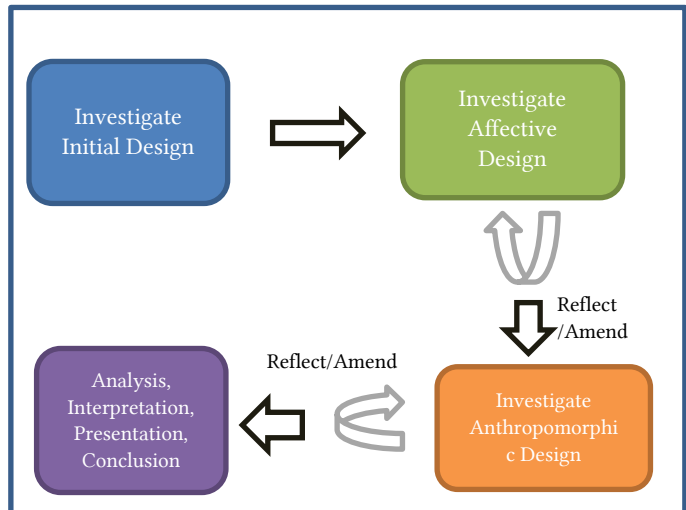 Investigate
Initial Design
Investigate
Affective
Design
Reflect
/Amend
Investigate
Anthropomorphi
c Design
Reflect/Amend
Analysis,
Interpretation,
Presentation,
Conclusion